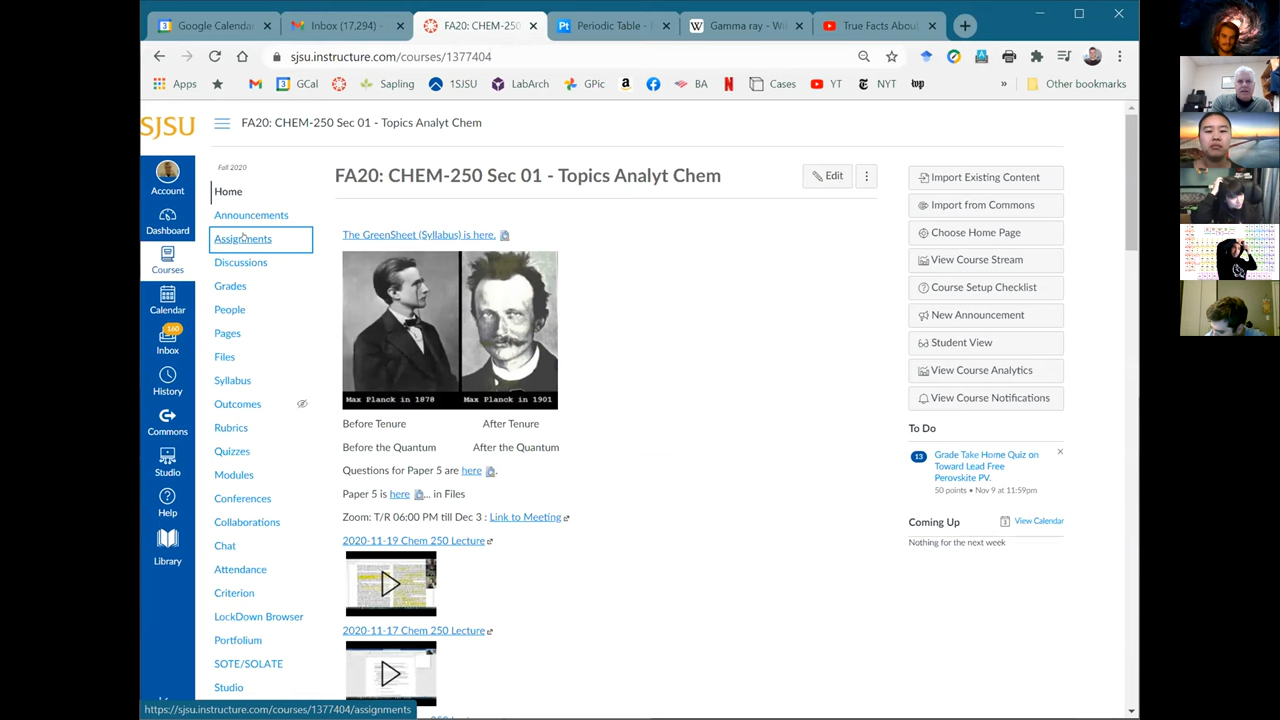 Google Calenda
Inbox (17,294) -
FA20: CHEM-250
Periodic Table -
Gamma ray - Wi
True Facts Abou
sjsu.instructure.com/courses/1377404
Apps
GCal
Sapling
1SJSU
LabArch
GPic
BA
Cases
YT
NYT
wp
»
Other bookmarks
SJSU
FA20: CHEM-250 Sec 01 - Topics Analyt Chem
Account
Dashboard
Courses
Calendar
160
Inbox
History
Commons
Studio
Help
Library
Fall 2020
Home
Announcements
Assignments
Discussions
Grades
People
Pages
Files
Syllabus
Outcomes
Rubrics
Quizzes
Modules
Conferences
Collaborations
Chat
Attendance
Criterion
LockDown Browser
Portfolium
SOTE/SOLATE
Studio
FA20: CHEM-250 Sec 01 - Topics Analyt Chem
Edit
The GreenSheet (Syllabus) is here.
Max Planck in 1878 Max Planck in 1901
Before Tenure After Tenure
Before the Quantum After the Quantum
Questions for Paper 5 are here .
Paper 5 is here ... in Files
Zoom: T/R 06:00 PM till Dec 3 : Link to Meeting
2020-11-19 Chem 250 Lecture
2020-11-17 Chem 250 Lecture
Import Existing Content
Import from Commons
Choose Home Page
View Course Stream
Course Setup Checklist
New Announcement
Student View
View Course Analytics
View Course Notifications
To Do
13
Grade Take Home Quiz on
Toward Lead Free
Perovskite PV.
50 points • Nov 9 at 11:59pm
Coming Up
View Calendar
Nothing for the next week
https://sjsu.instructure.com/courses/1377404/assignments